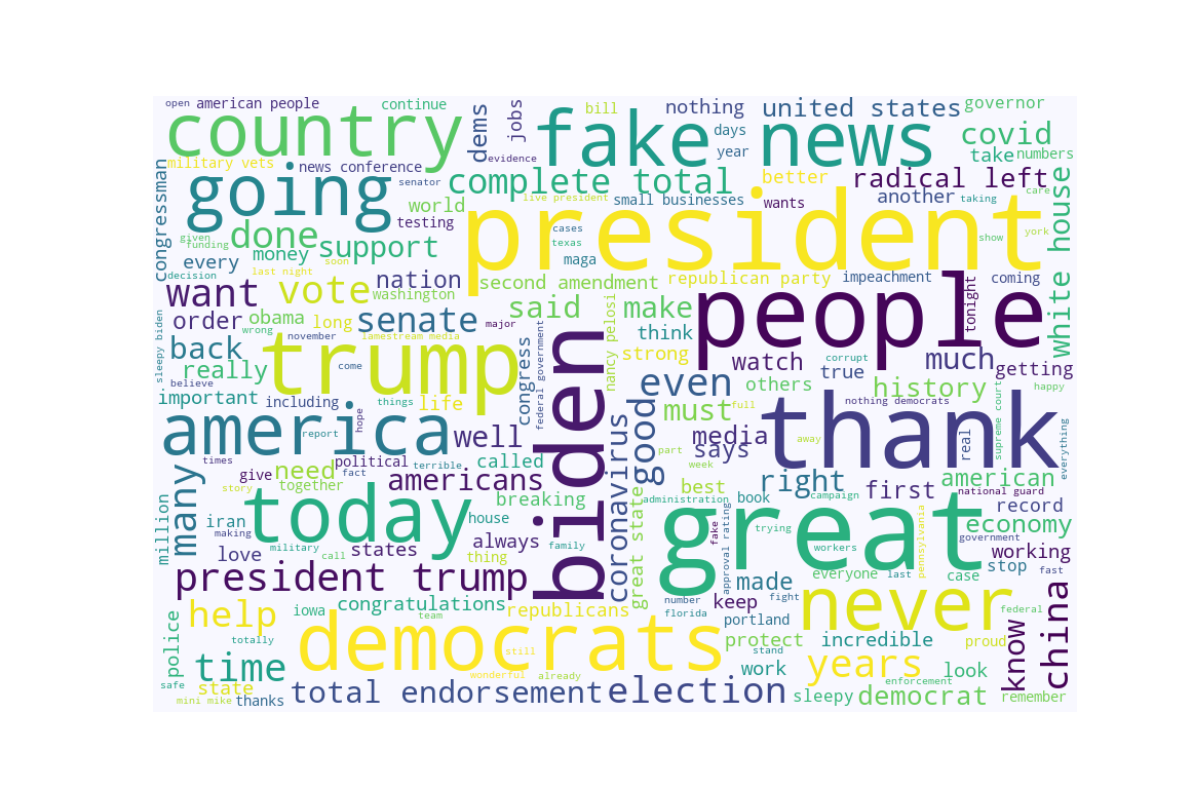 open american people continue dems jobs bill nothing united states governor
country fake news days covid
military vets news conference evidence year take numbers
congressman going senator complete total better radical left white house
live president small businesses wants another taking care
world testing president cases texas maga show york
given funding done support
every money
decision last night soon nation second amendment republican party impeachment coming
want vote washington said make people tonight
order obama long senate major nancy pelosi think
wrong november lamestream media federal government
sleepy biden back trump come biden congress strong watch corrupt true much getting
really believe even others history happy
important including things life coronavirus good must full nothing democrats
america hope well media thank real supreme court everything
report says away
times give need political terrible called part week right first american
many story together fact americans breaking best book campaign national guard
million iran today house great state administration great record economy
making military call states always family fake approval rating trying workers pennsylvania government working
love thing everyone last case stop fast
president trump made
help iowa congratulations team republicans number florida keep fight never federal know china
police totally democrats still portland protect incredible proud
safe time wonderful already stand work years look
state enforcement
mini mike thanks total endorsement election sleepy democrat remember